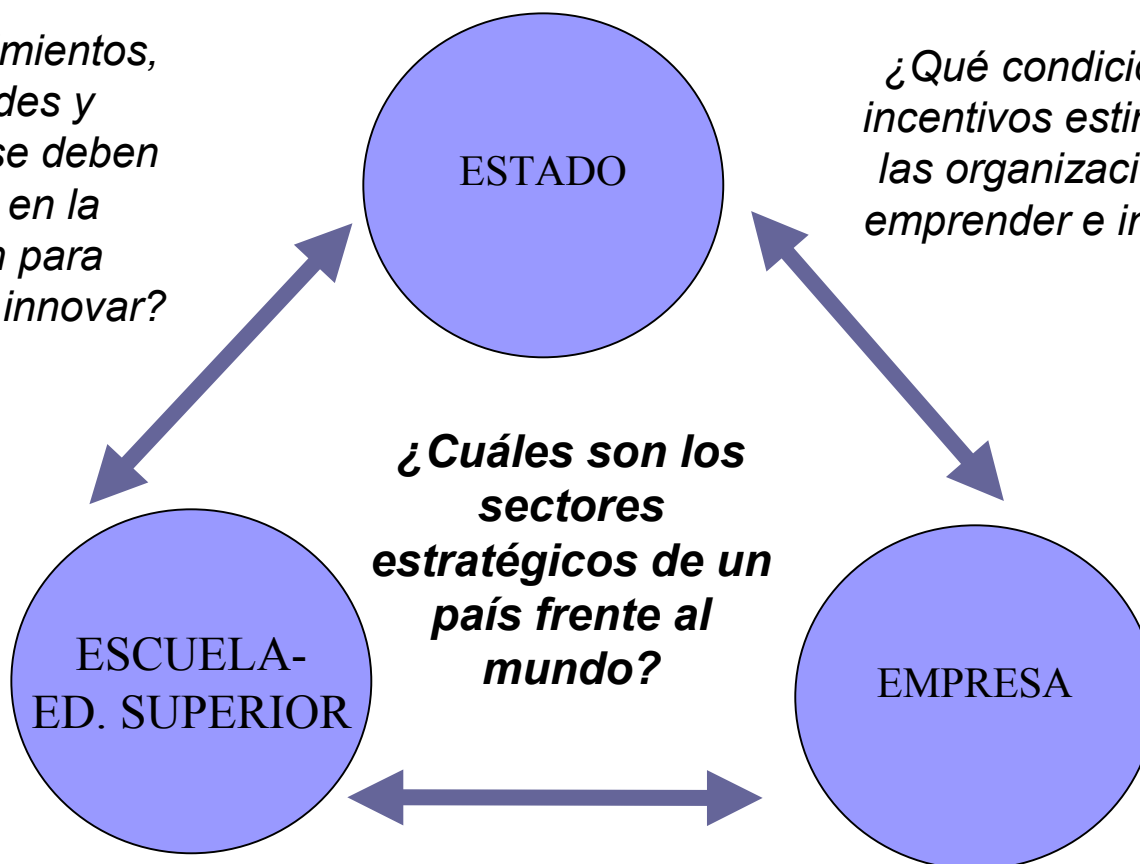 mientos,
des y
se deben
en la
n para
innovar?
ESTADO
¿Qué condicio
incentivos esti
las organizaci
emprender e i
¿Cuáles son los
sectores
estratégicos de un
país frente al
mundo?
ESCUELA-
ED. SUPERIOR
EMPRESA